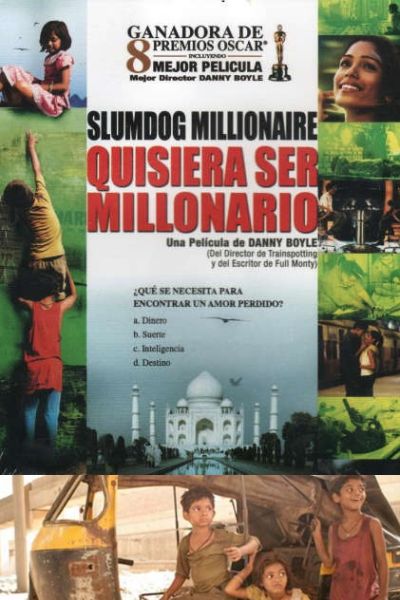 GANADORA DE
8 PREMIOS OSCAR®
INCLUYENDO
MEJOR PELICULA
Mejor Director DANNY BOYLE
SLUMDOG MILLIONAIRE
QUISIERA SER
MILLONARIO
Una Película de DANNY BOYLE
(Del Director de Trainspotting
y del Escritor de Full Monty)
¿QUÉ SE NECESITA PARA
ENCONTRAR UN AMOR PERDIDO?
a. Dinero
b. Suerte
c. Inteligencia
d. Destino